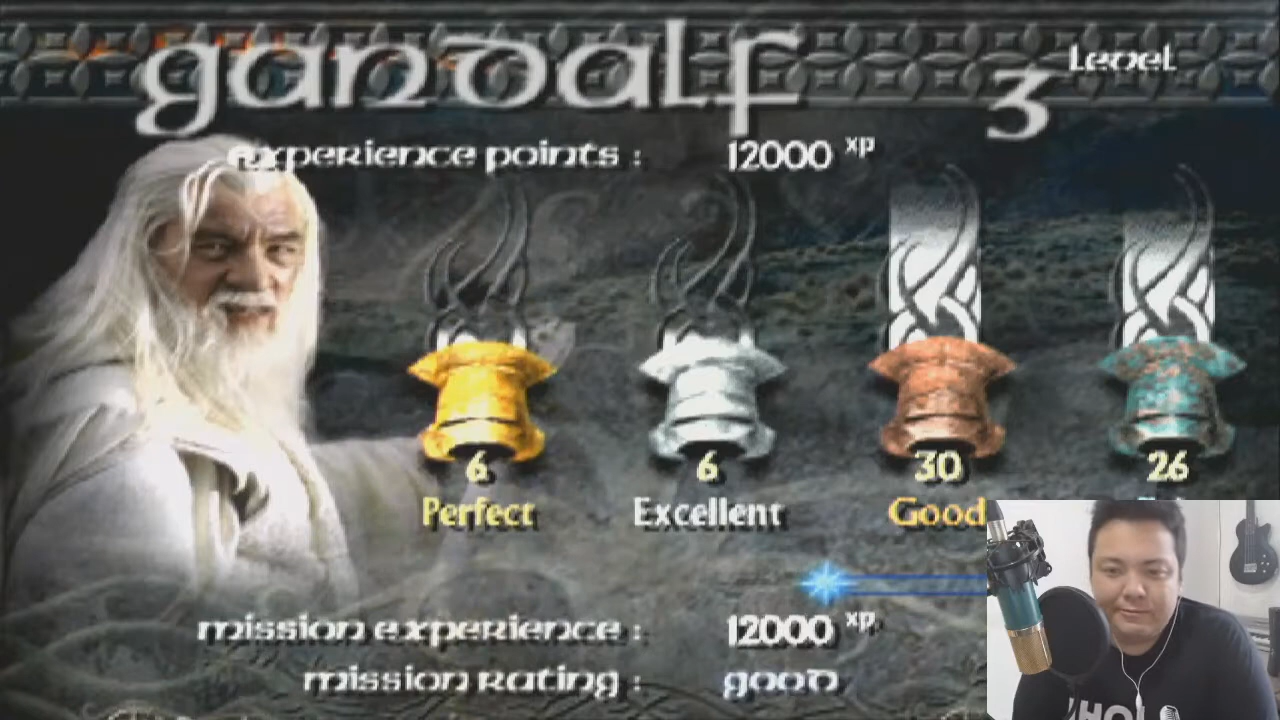 gandalf
Level
3
experience points : 12000 xp
6 6 30 26
Perfect Excellent Good
mission experience : 12000 xp
mission rating : good